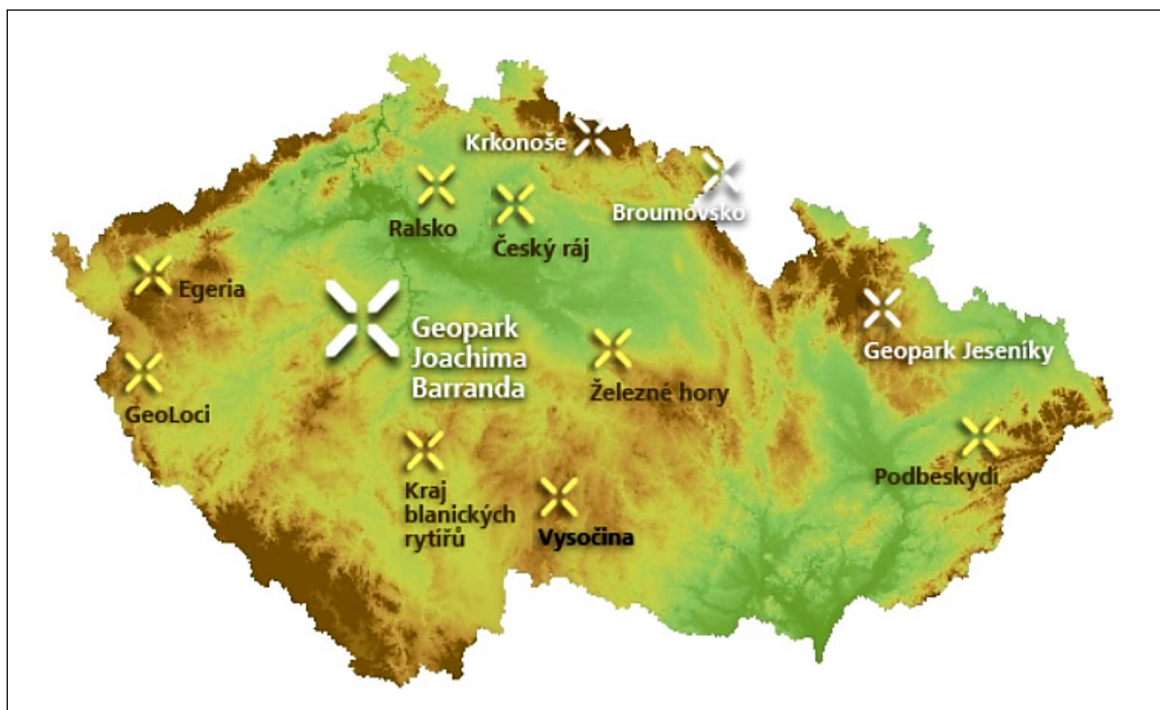 Krkonoše
Broumovsko
Ralsko
Český ráj
Egeria
Geopark
Joachima
Barranda
Geopark Jeseníky
GeoLoci
Železné hory
Podbeskydí
Kraj
blanických
rytířů
Vysočina